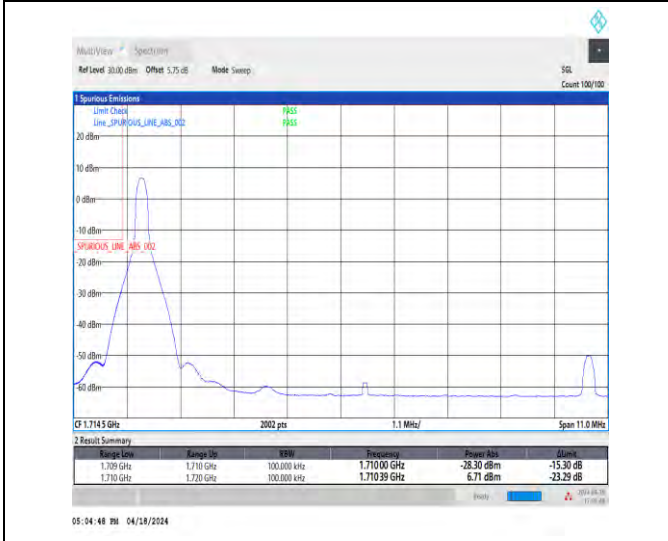 MultiView Spectrum
Ref Level 30.00 dBm Offset 5.75 dB Mode Sweep SGL
Count 100/100
1 Spurious Emissions
Limit Check PASS
Line _SPURIOUS_LINE_ABS_002 PASS
20 dBm
10 dBm
0 dBm
-10 dBm
_SPURIOUS_LINE_ABS_002
-20 dBm
-30 dBm
-40 dBm
-50 dBm
-60 dBm
CF 1.7145 GHz 2002 pts 1.1 MHz/ Span 11.0 MHz
2 Result Summary
Range Low Range Up RBW Frequency Power Abs ΔLimit
1.709 GHz 1.710 GHz 100.000 kHz 1.71000 GHz -28.30 dBm -15.30 dB
1.710 GHz 1.720 GHz 100.000 kHz 1.71039 GHz 6.71 dBm -23.29 dB
Ready
05:04:48 PM 04/18/2024